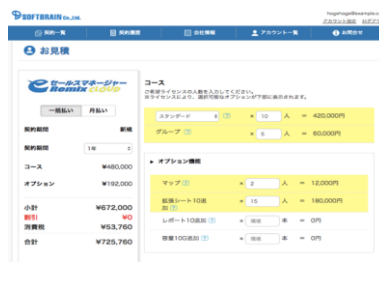 SOFTBRAIN Co.,Ltd.
hogehoge@example.c
アカウント設定 ログア
契約一覧 契約履歴 会社情報 アカウント一覧 お問合せ
お見積
セールスマネージャー
Remix CLOUD
一括払い 月払い
契約種別 新規
契約期間 1年
コース ¥480,000
オプション ¥192,000
小計 ¥672,000
割引 ¥0
消費税 ¥53,760
合計 ¥725,760
コース
ご希望ライセンスの人数を入力してください。
※ライセンスにより、選択可能なオプションが下部に表示されます。
スタンダード ? × 10 人 = 420,000円
グループ ? × 5 人 = 60,000円
オプション機能
マップ ? × 2 人 = 12,000円
拡張シート10追加 ? × 15 人 = 180,000円
レポート10追加 ? × 本 = 0円
容量10G追加 ? × 本 = 0円